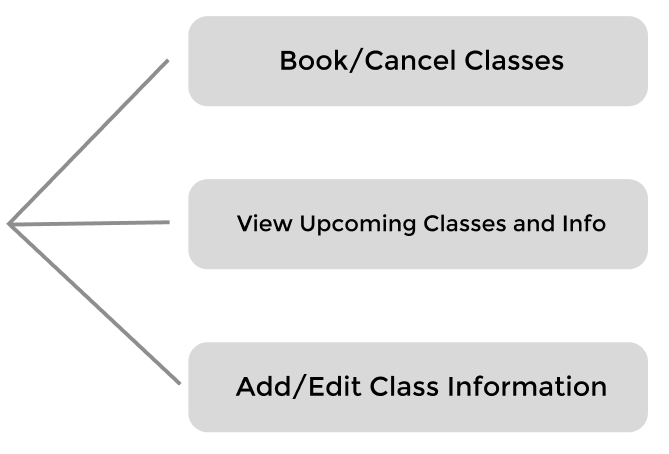 Book/Cancel Classes
View Upcoming Classes and Info
Add/Edit Class Information